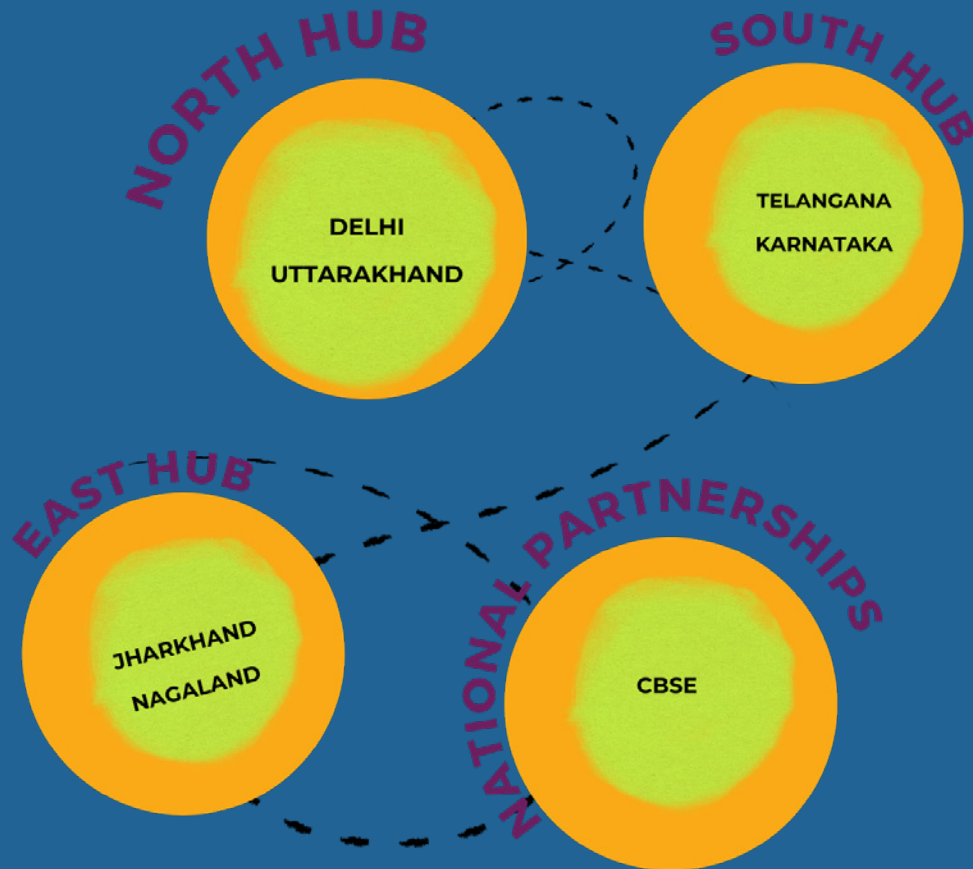 NORTH HUB
DELHI
UTTARAKHAND
SOUTH HUB
TELANGANA
KARNATAKA
EAST HUB
JHARKHAND
NAGALAND
NATIONAL PARTNERSHIPS
CBSE